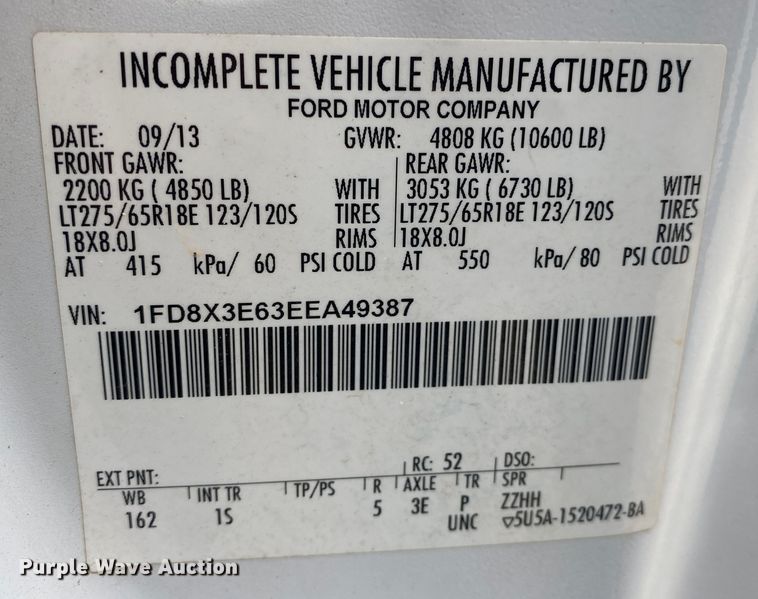 INCOMPLETE VEHICLE MANUFACTURED BY
FORD MOTOR COMPANY
DATE: 09/13 GVWR: 4808 KG (10600 LB)
FRONT GAWR: REAR GAWR:
2200 KG ( 4850 LB) WITH 3053 KG ( 6730 LB) WITH
LT275/65R18E 123/120S TIRES LT275/65R18E 123/120S TIRES
18X8.0J RIMS 18X8.0J RIMS
AT 415 kPa/ 60 PSI COLD AT 550 kPa/ 80 PSI COLD
VIN: 1FD8X3E63EEA49387
EXT PNT: RC: 52 DSO:
WB INT TR TP/PS R AXLE TR SPR
162 1S 5 3E P ZZHH
UNC ▽5U5A-1520472-BA
Purple Wave Auction